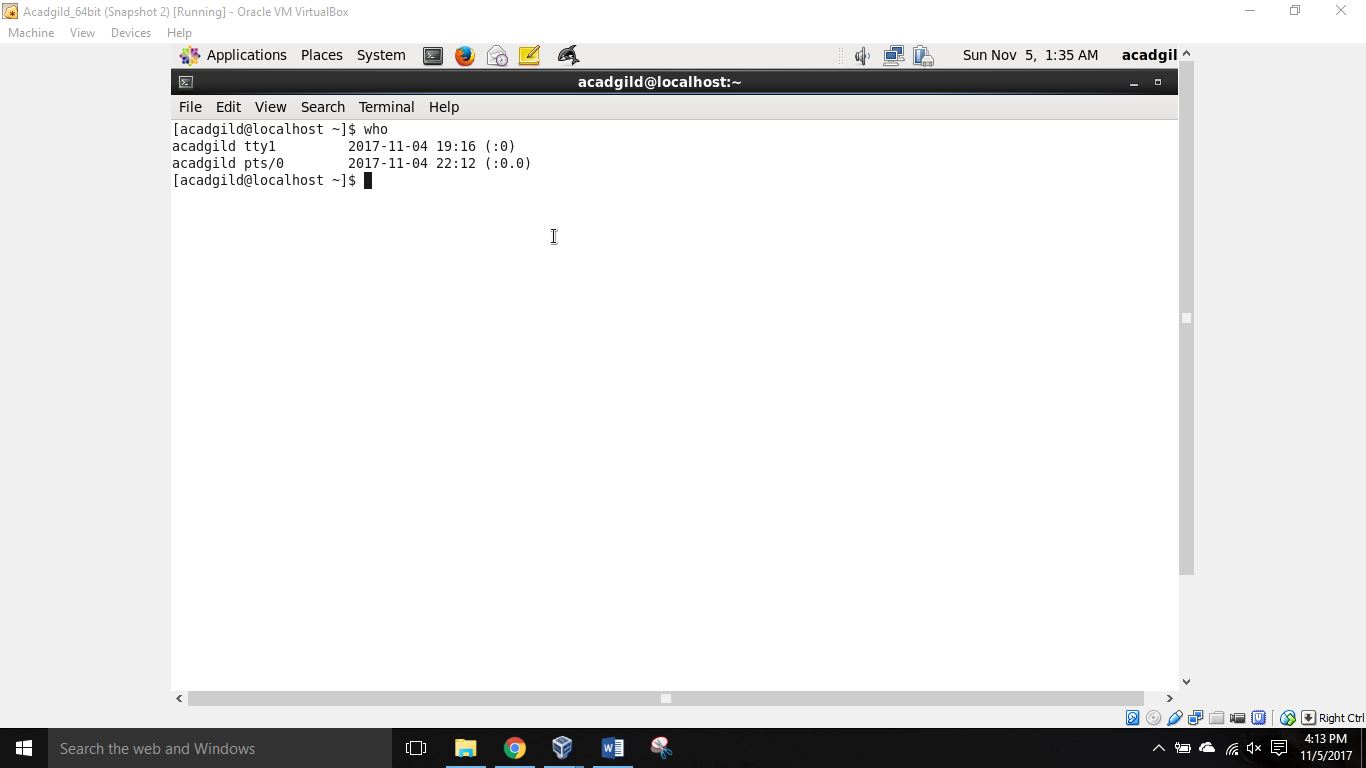 Acadgild_64bit (Snapshot 2) [Running] - Oracle VM VirtualBox
Machine View Devices Help
Applications Places System Sun Nov 5, 1:35 AM acadgil
acadgild@localhost:~
File Edit View Search Terminal Help
[acadgild@localhost ~]$ who
acadgild tty1        2017-11-04 19:16 (:0)
acadgild pts/0        2017-11-04 22:12 (:0.0)
[acadgild@localhost ~]$
Right Ctrl
Search the web and Windows
4:13 PM
11/5/2017